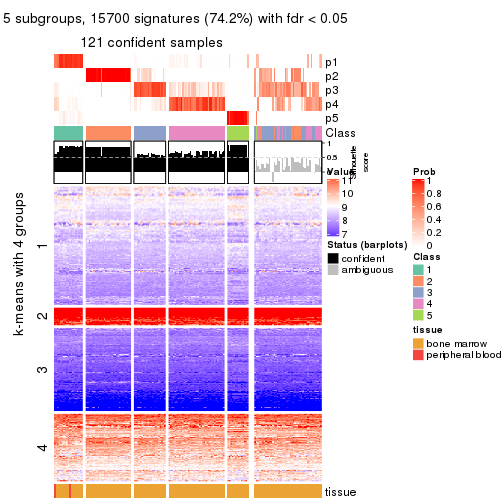 5 subgroups, 15700 signatures (74.2%) with fdr < 0.05
121 confident samples
p1
p2
p3
p4
p5
Class
1
0.5
0
Silhouette
score
k-means with 4 groups
1
2
3
4
tissue
Value
11
10
9
8
7
Status (barplots)
confident
ambiguous
Prob
1
0.8
0.6
0.4
0.2
0
Class
1
2
3
4
5
tissue
bone marrow
peripheral blood